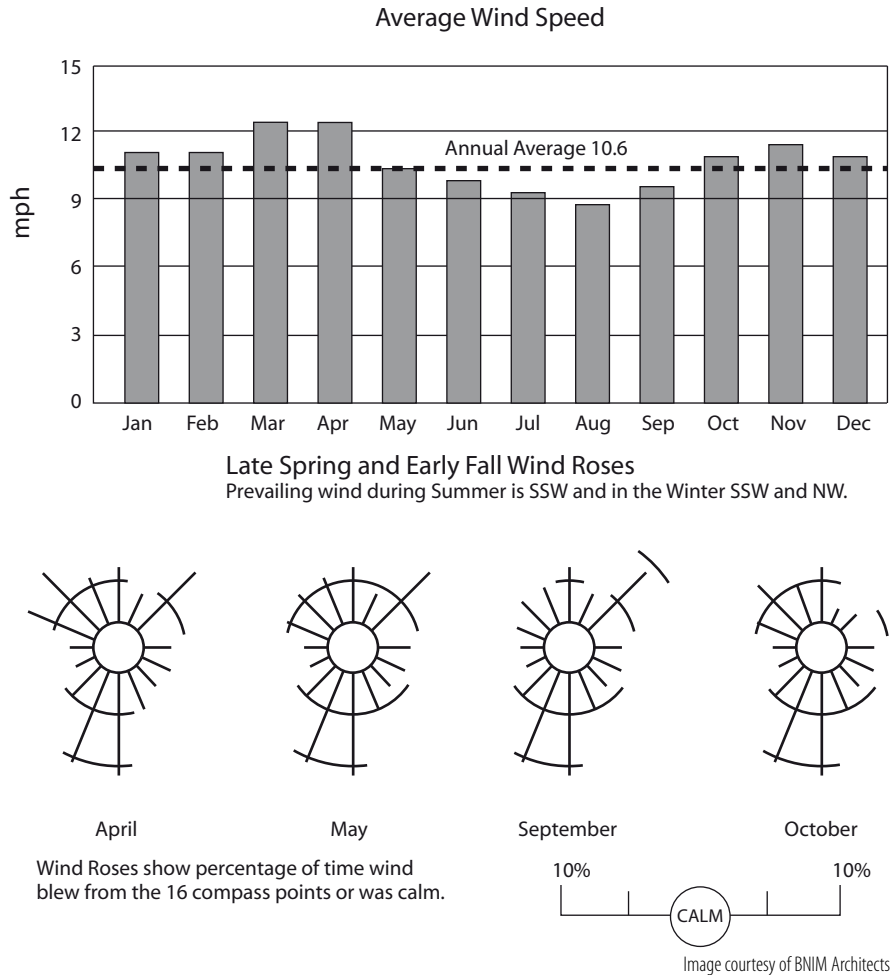 Average Wind Speed
15
12
9
6
3
0
mph
Annual Average 10.6
Jan Feb Mar Apr May Jun Jul Aug Sep Oct Nov Dec
Late Spring and Early Fall Wind Roses
Prevailing wind during Summer is SSW and in the Winter SSW and NW.
April May September October
Wind Roses show percentage of time wind
blew from the 16 compass points or was calm.
10% 10%
CALM
Image courtesy of BNIM Architects